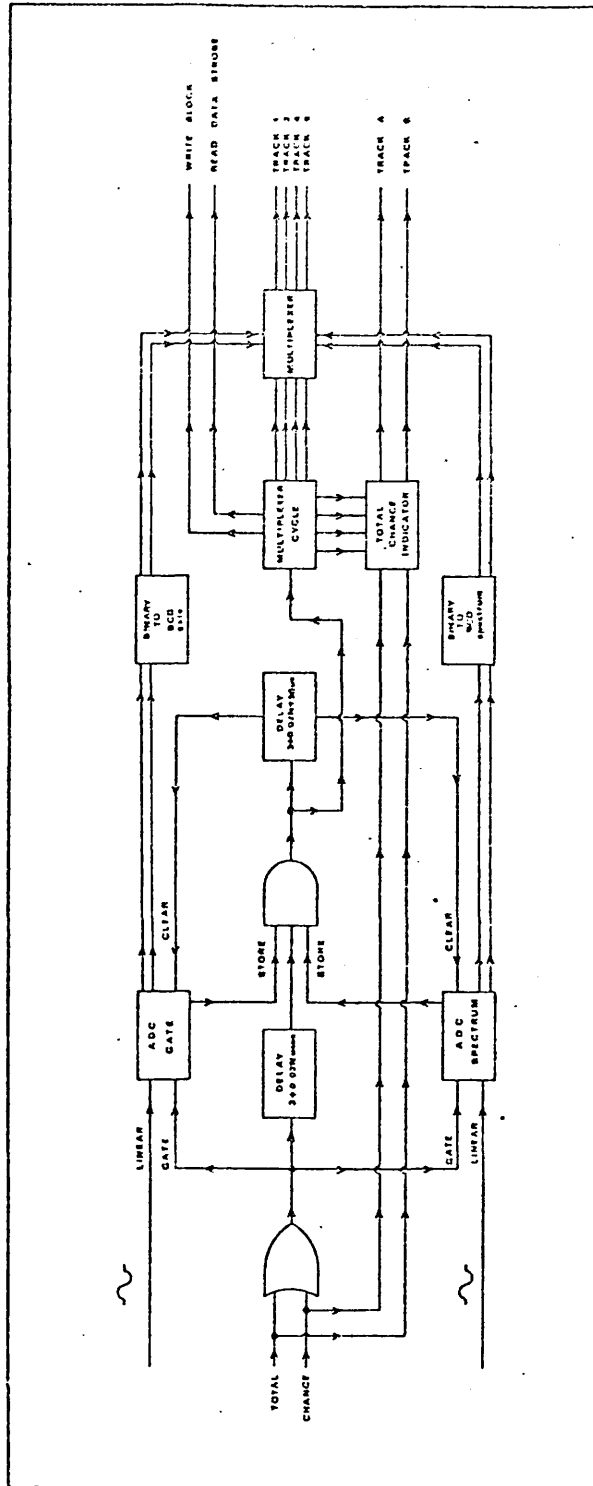 WRITE BLOCK
READ DATA STROBE
TRACK 1
TRACK 2
TRACK 4
TRACK 8
TRACK A
TRACK B
MULTIPLEXER
MULTIPLEXER
CYCLE
TOTAL
CHANCE
INDICATOR
BINARY
TO
BCD
gate
BINARY
TO
BCD
spectrum
DELAY
CLEAR
CLEAR
STORE
STORE
ADC
GATE
DELAY
ADC
SPECTRUM
LINEAR
GATE
GATE
LINEAR
TOTAL
CHANCE